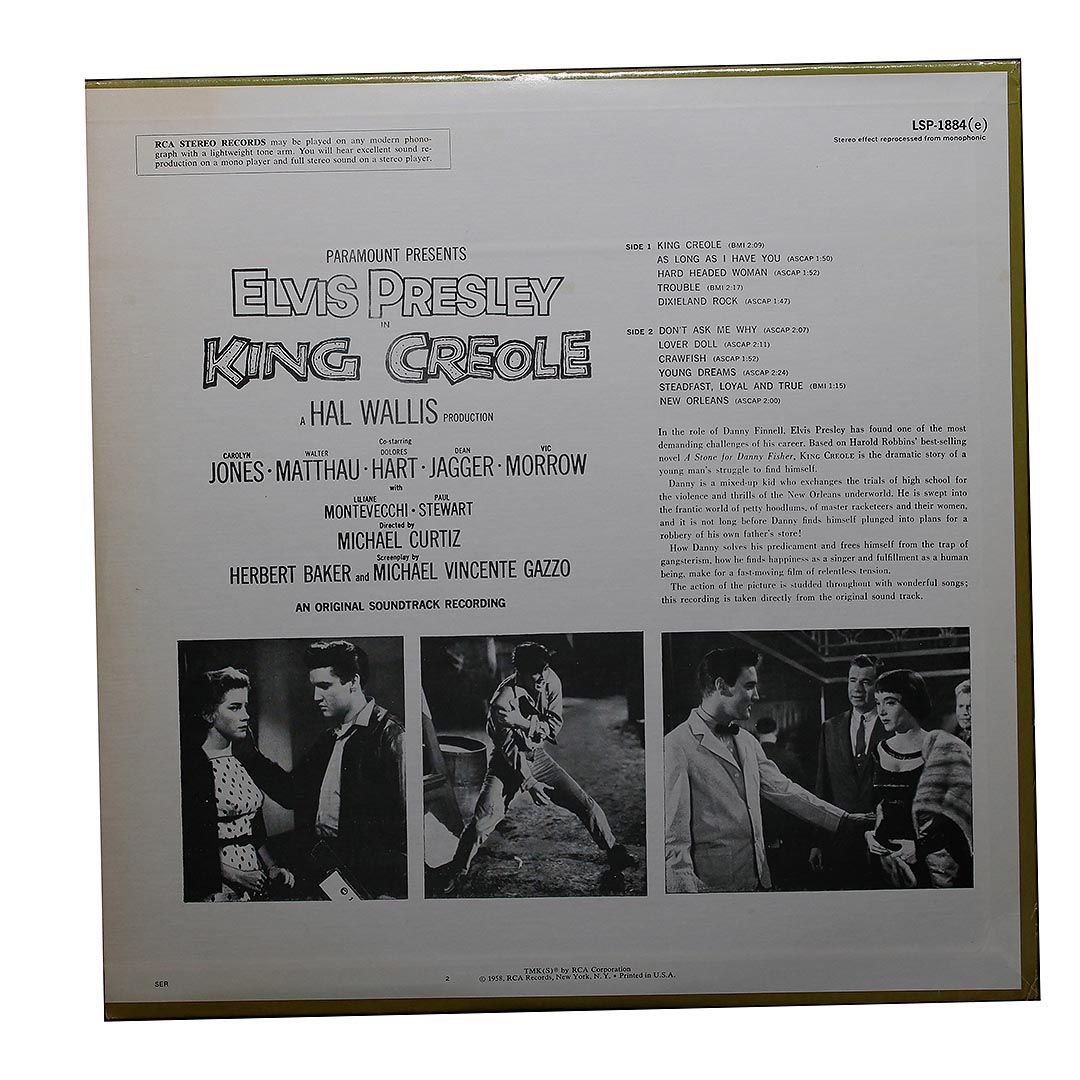 RCA STEREO RECORDS may be played on any modern phono-
graph with a lightweight tone arm. You will hear excellent sound re-
production on a mono player and full stereo sound on a stereo player.
LSP-1884(e)
Stereo effect reprocessed from monophonic
PARAMOUNT PRESENTS
ELVIS PRESLEY
IN
KING CREOLE
A HAL WALLIS PRODUCTION
Co-starring
CAROLYN WALTER DOLORES DEAN VIC
JONES · MATTHAU · HART · JAGGER · MORROW
with
LILIANE PAUL
MONTEVECCHI · STEWART
Directed by
MICHAEL CURTIZ
Screenplay by
HERBERT BAKER and MICHAEL VINCENTE GAZZO
AN ORIGINAL SOUNDTRACK RECORDING
SIDE 1 KING CREOLE (BMI 2:09)
AS LONG AS I HAVE YOU (ASCAP 1:50)
HARD HEADED WOMAN (ASCAP 1:52)
TROUBLE (BMI 2:17)
DIXIELAND ROCK (ASCAP 1:47)
SIDE 2 DON'T ASK ME WHY (ASCAP 2:07)
LOVER DOLL (ASCAP 2:11)
CRAWFISH (ASCAP 1:52)
YOUNG DREAMS (ASCAP 2:24)
STEADFAST, LOYAL AND TRUE (BMI 1:15)
NEW ORLEANS (ASCAP 2:00)
In the role of Danny Finnell, Elvis Presley has found one of the most
demanding challenges of his career. Based on Harold Robbins' best-selling
novel A Stone for Danny Fisher, KING CREOLE is the dramatic story of a
young man's struggle to find himself.
Danny is a mixed-up kid who exchanges the trials of high school for
the violence and thrills of the New Orleans underworld. He is swept into
the frantic world of petty hoodlums, of master racketeers and their women,
and it is not long before Danny finds himself plunged into plans for a
robbery of his own father's store!
How Danny solves his predicament and frees himself from the trap of
gangsterism, how he finds happiness as a singer and fulfillment as a human
being, make for a fast-moving film of relentless tension.
The action of the picture is studded throughout with wonderful songs;
this recording is taken directly from the original sound track.
SER
2
TMK(S)® by RCA Corporation
© 1958, RCA Records, New York, N. Y. • Printed in U.S.A.